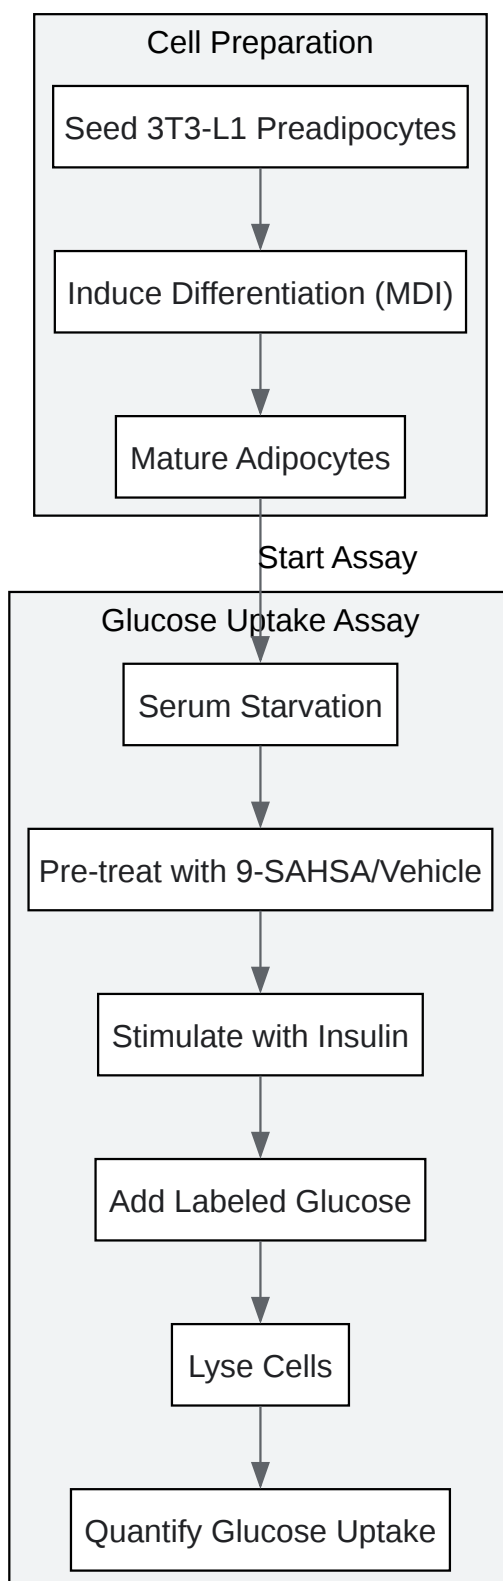 Cell Preparation
Seed 3T3-L1 Preadipocytes
Induce Differentiation (MDI)
Mature Adipocytes
Start Assay
Glucose Uptake Assay
Serum Starvation
Pre-treat with 9-SAHSA/Vehicle
Stimulate with Insulin
Add Labeled Glucose
Lyse Cells
Quantify Glucose Uptake